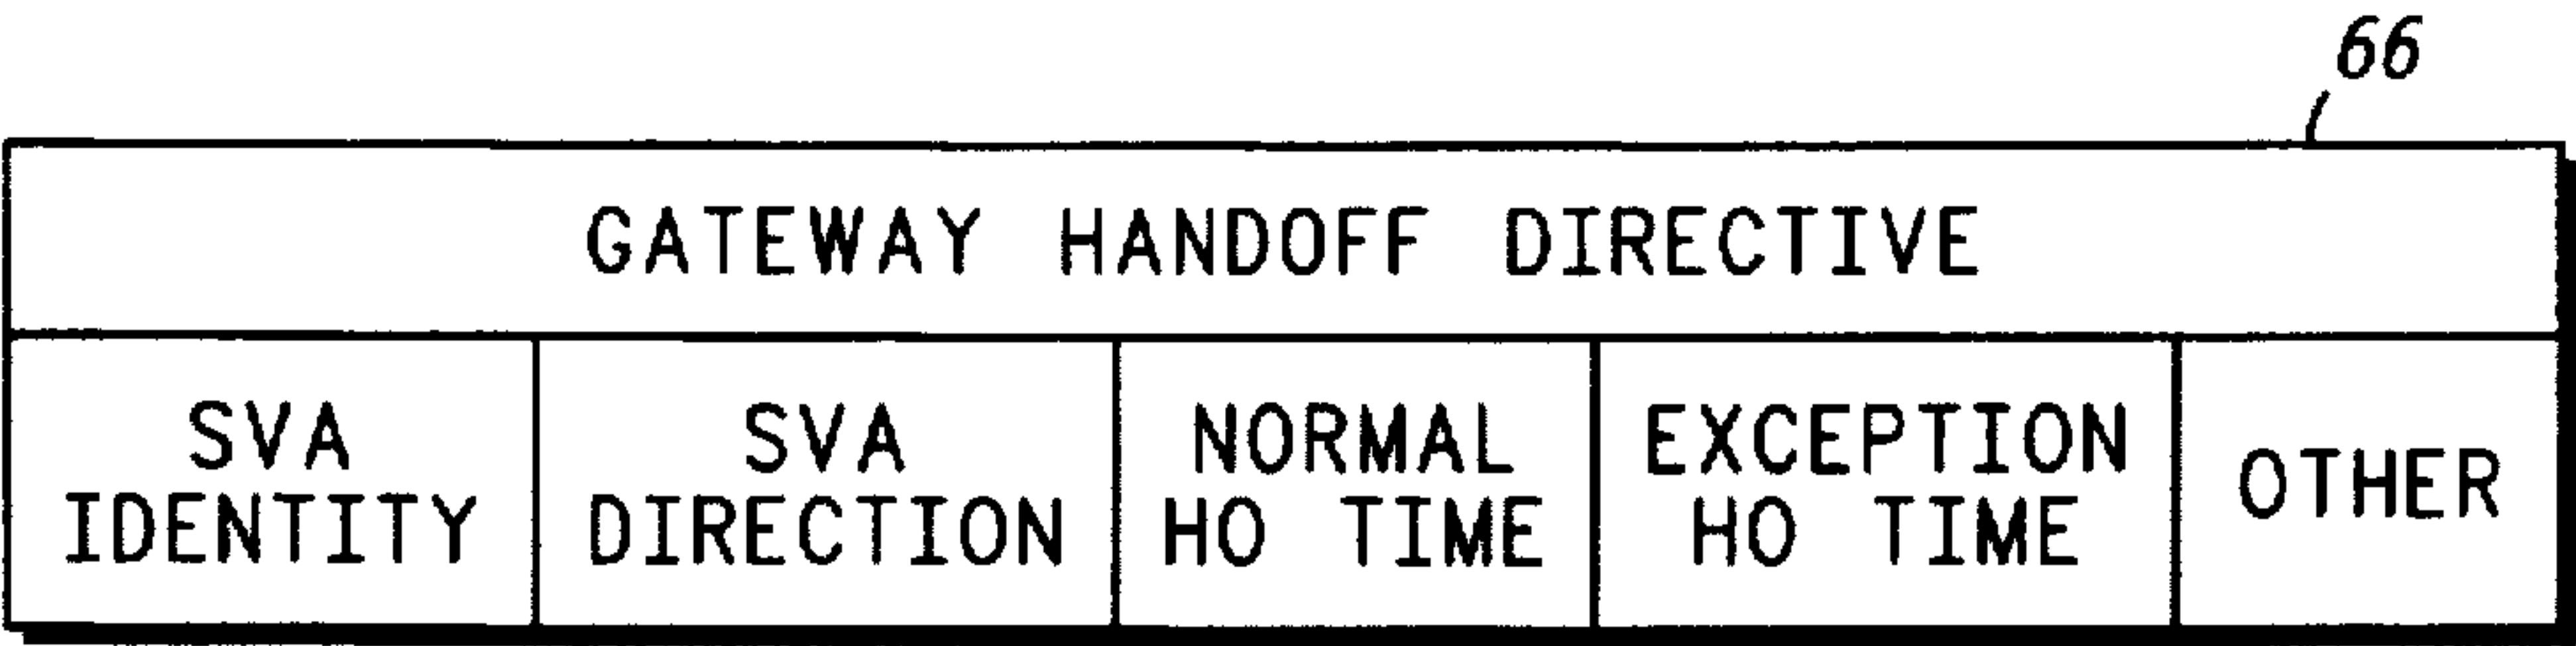 66
GATEWAY HANDOFF DIRECTIVE
SVA
IDENTITY
SVA
DIRECTION
NORMAL
HO TIME
EXCEPTION
HO TIME
OTHER